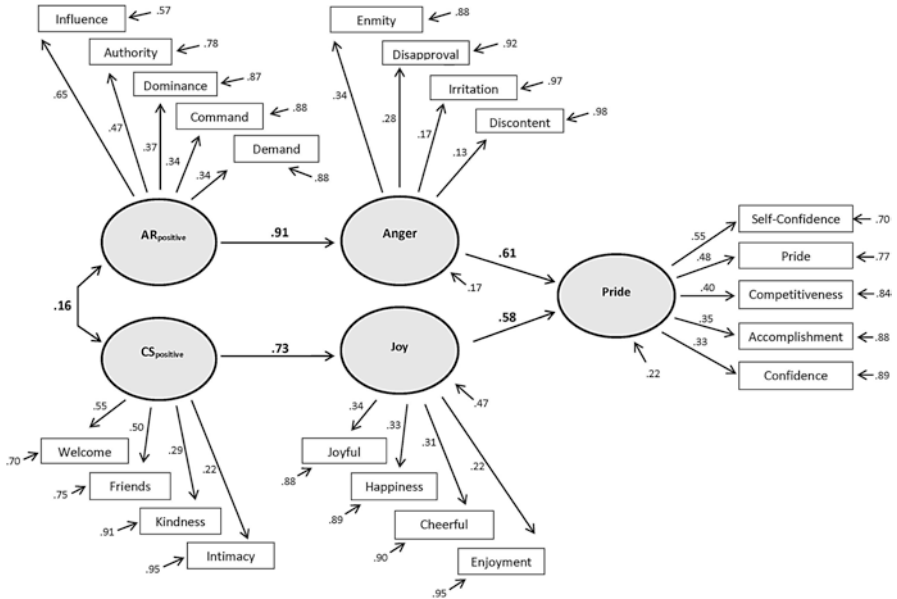 Influence
.57
Authority
.78
Dominance
.87
Command
.88
Demand
.88
.65
.47
.37
.34
.34
Enmity
.88
Disapproval
.92
Irritation
.97
Discontent
.98
.34
.28
.17
.13
ARpositive
.91
Anger
.17
.61
.16
CSpositive
.73
Joy
.47
.58
Pride
.22
.55
.48
.40
.35
.33
Self-Confidence
.70
Pride
.77
Competitiveness
.84
Accomplishment
.88
Confidence
.89
.55
.50
.29
.22
Welcome
.70
Friends
.75
Kindness
.91
Intimacy
.95
.34
.33
.31
.22
Joyful
.88
Happiness
.89
Cheerful
.90
Enjoyment
.95